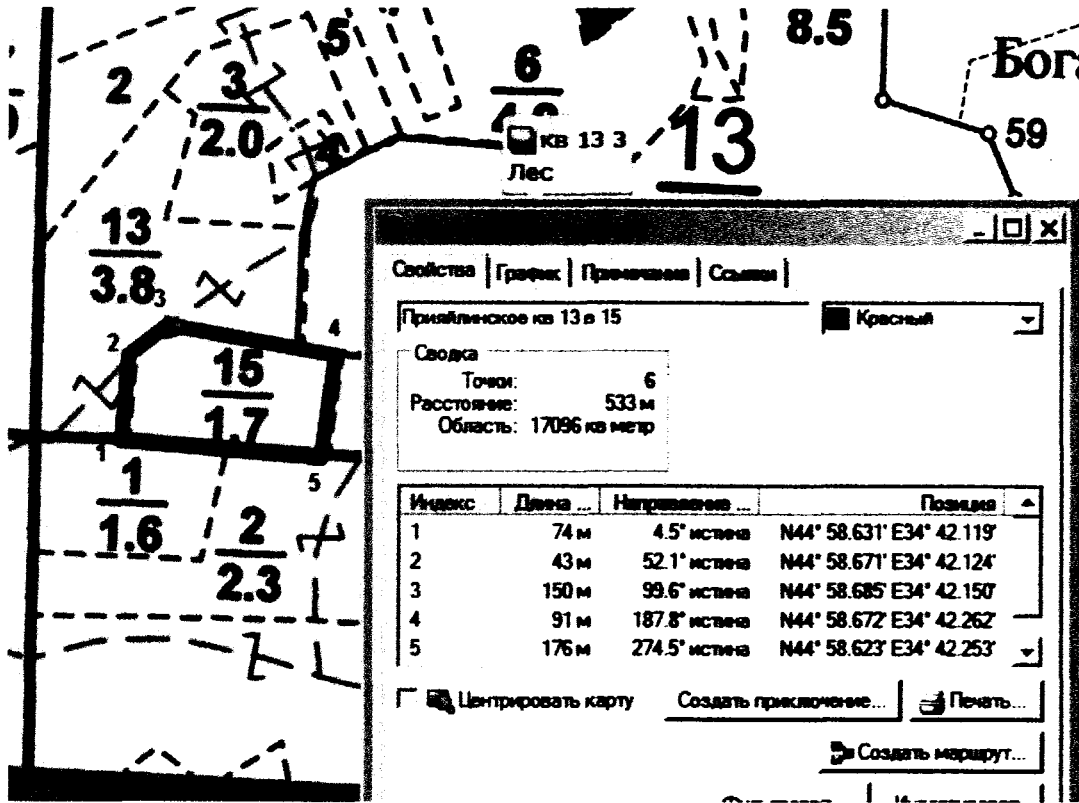 5
8.5
2
3
2.0
6
Бог
59
4
кв 13 3
Лес
13
13
3.8
3
2
4
15
1.7
1
5
1
1.6
2
2.3
Свойства График Примечания Ссылки
Прияйлинское кв 13 в 15 Красный
Сводка
Точки: 6
Расстояние: 533 м
Область: 17096 кв метр
Индекс Длина ... Направление ... Позиция
1 74 м 4.5° истина N44° 58.631' E34° 42.119'
2 43 м 52.1° истина N44° 58.671' E34° 42.124'
3 150 м 99.6° истина N44° 58.685' E34° 42.150'
4 91 м 187.8° истина N44° 58.672' E34° 42.262'
5 176 м 274.5° истина N44° 58.623' E34° 42.253'
Центрировать карту Создать приключение... Печать...
Создать маршрут...